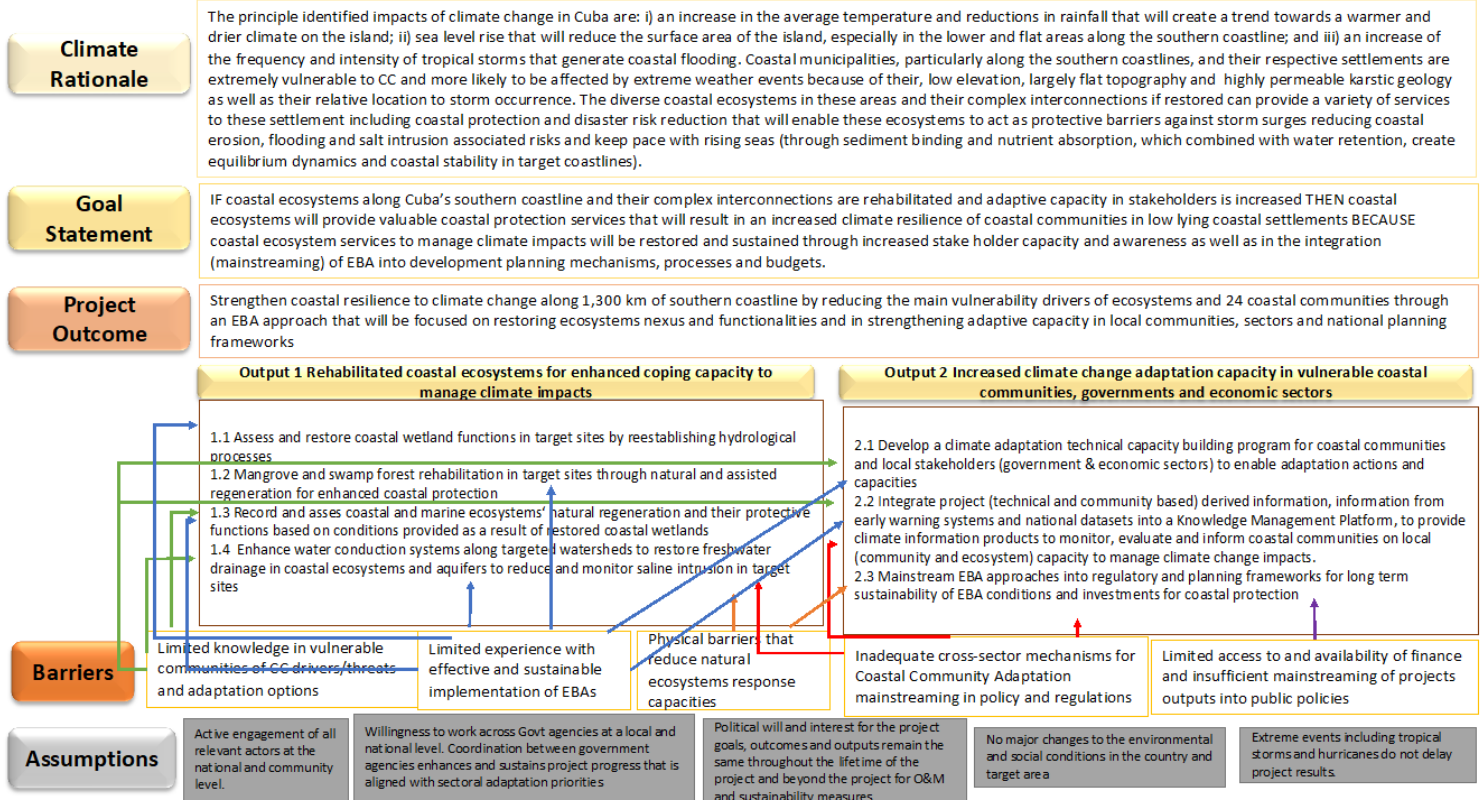 Climate
Rationale
The principle identified impacts of climate change in Cuba are: i) an increase in the average temperature and reductions in rainfall that will create a trend towards a warmer and
drier climate on the island; ii) sea level rise that will reduce the surface area of the island, especially in the lower and flat areas along the southern coastline; and iii) an increase of
the frequency and intensity of tropical storms that generate coastal flooding. Coastal municipalities, particularly along the southern coastlines, and their respective settlements are
extremely vulnerable to CC and more likely to be affected by extreme weather events because of their, low elevation, largely flat topography and highly permeable karstic geology
as well as their relative location to storm occurrence. The diverse coastal ecosystems in these areas and their complex interconnections if restored can provide a variety of services
to these settlement including coastal protection and disaster risk reduction that will enable these ecosystems to act as protective barriers against storm surges reducing coastal
erosion, flooding and salt intrusion associated risks and keep pace with rising seas (through sediment binding and nutrient absorption, which combined with water retention, create
equilibrium dynamics and coastal stability in target coastlines).
Goal
Statement
IF coastal ecosystems along Cuba's southern coastline and their complex interconnections are rehabilitated and adaptive capacity in stakeholders is increased THEN coastal
ecosystems will provide valuable coastal protection services that will result in an increased climate resilience of coastal communities in low lying coastal settlements BECAUSE
coastal ecosystem services to manage climate impacts will be restored and sustained through increased stake holder capacity and awareness as well as in the integration
(mainstreaming) of EBA into development planning mechanisms, processes and budgets.
Project
Outcome
Strengthen coastal resilience to climate change along 1,300 km of southern coastline by reducing the main vulnerability drivers of ecosystems and 24 coastal communities through
an EBA approach that will be focused on restoring ecosystems nexus and functionalities and in strengthening adaptive capacity in local communities, sectors and national planning
frameworks
Output 1 Rehabilitated coastal ecosystems for enhanced coping capacity to
manage climate impacts
1.1 Assess and restore coastal wetland functions in target sites by reestablishing hydrological
processes
1.2 Mangrove and swamp forest rehabilitation in target sites through natural and assisted
regeneration for enhanced coastal protection
1.3 Record and asses coastal and marine ecosystems' natural regeneration and their protective
functions based on conditions provided as a result of restored coastal wetlands
1.4 Enhance water conduction systems along targeted watersheds to restore freshwater
drainage in coastal ecosystems and aquifers to reduce and monitor saline intrusion in target
sites
Output 2 Increased climate change adaptation capacity in vulnerable coastal
communities, governments and economic sectors
2.1 Develop a climate adaptation technical capacity building program for coastal communities
and local stakeholders (government & economic sectors) to enable adaptation actions and
capacities
2.2 Integrate project (technical and community based) derived information, information from
early warning systems and national datasets into a Knowledge Management Platform, to provide
climate information products to monitor, evaluate and inform coastal communities on local
(community and ecosystem) capacity to manage climate change impacts.
2.3 Mainstream EBA approaches into regulatory and planning frameworks for long term
sustainability of EBA conditions and investments for coastal protection
Barriers
Limited knowledge in vulnerable
communities of CC drivers/threats
and adaptation options
Limited experience with
effective and sustainable
implementation of EBAs
Physical barriers that
reduce natural
ecosystems response
capacities
Inadequate cross-sector mechanisms for
Coastal Community Adaptation
mainstreaming in policy and regulations
Limited access to and availability of finance
and insufficient mainstreaming of projects
outputs into public policies
Assumptions
Active engagement of all
relevant actors at the
national and community
level.
Willingness to work across Govt agencies at a local and
national level. Coordination between government
agencies enhances and sustains project progress that is
aligned with sectoral adaptation priorities
Political will and interest for the project
goals, outcomes and outputs remain the
same throughout the lifetime of the
project and beyond the project for O&M
and sustainability measures
No major changes to the environmental
and social conditions in the country and
target area
Extreme events including tropical
storms and hurricanes do not delay
project results.